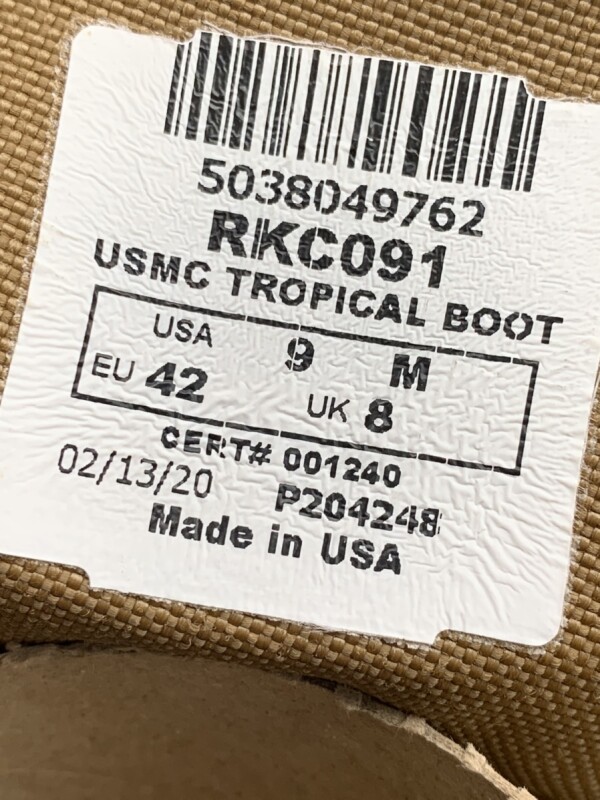 5038049762
RKC091
USMC TROPICAL BOOT
USA 9 M
EU 42 UK 8
CERT# 001240
02/13/20 P204248
Made in USA